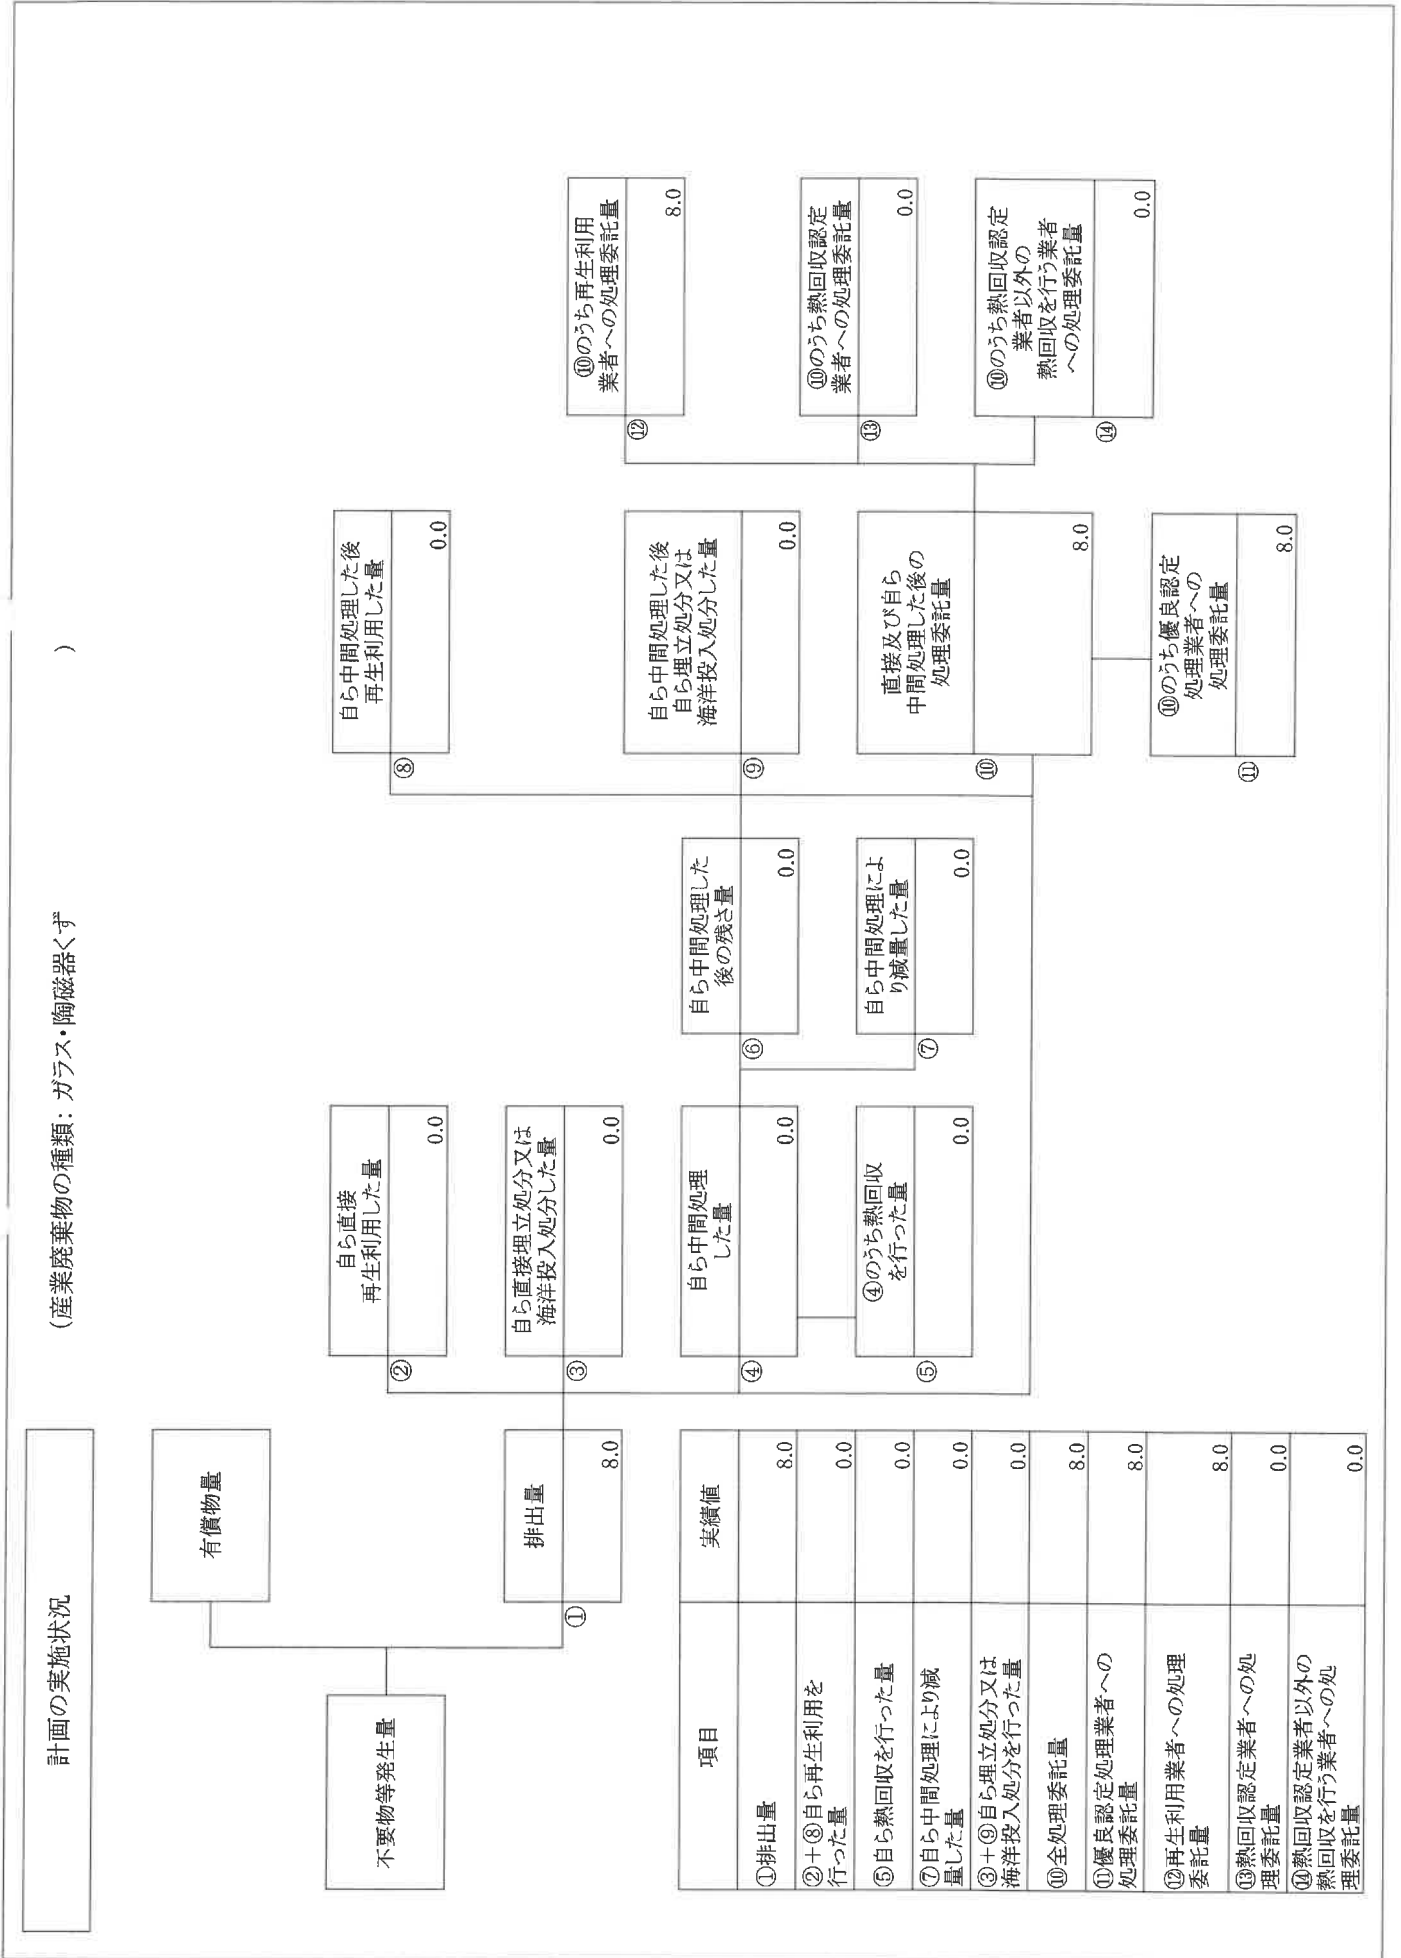 計画の実施状況
(産業廃棄物の種類: ガラス・陶磁器くず
)
有償物量
不要物等発生量
排出量
①
8.0
自ら直接
再生利用した量
②
0.0
自ら直接埋立処分又は
海洋投入処分した量
③
0.0
自ら中間処理
した量
④
0.0
④のうち熱回収
を行った量
⑤
0.0
自ら中間処理した
後の残さ量
⑥
0.0
自ら中間処理によ
り減量した量
⑦
0.0
自ら中間処理した後
再生利用した量
⑧
0.0
自ら中間処理した後
自ら埋立処分又は
海洋投入処分した量
⑨
0.0
直接及び自ら
中間処理した後の
処理委託量
⑩
8.0
⑩のうち優良認定
処理業者への
処理委託量
⑪
8.0
⑩のうち再生利用
業者への処理委託量
⑫
8.0
⑩のうち熱回収認定
業者への処理委託量
⑬
0.0
⑩のうち熱回収認定
業者以外の
熱回収を行う業者
への処理委託量
⑭
0.0
項目 実績値
①排出量 8.0
②+⑧自ら再生利用を
行った量 0.0
⑤自ら熱回収を行った量 0.0
⑦自ら中間処理により減
量した量 0.0
③+⑨自ら埋立処分又は
海洋投入処分を行った量 0.0
⑩全処理委託量 8.0
⑪優良認定処理業者への
処理委託量 8.0
⑫再生利用業者への処理
委託量 8.0
⑬熱回収認定業者への処
理委託量 0.0
⑭熱回収認定業者以外の
熱回収を行う業者への処
理委託量 0.0